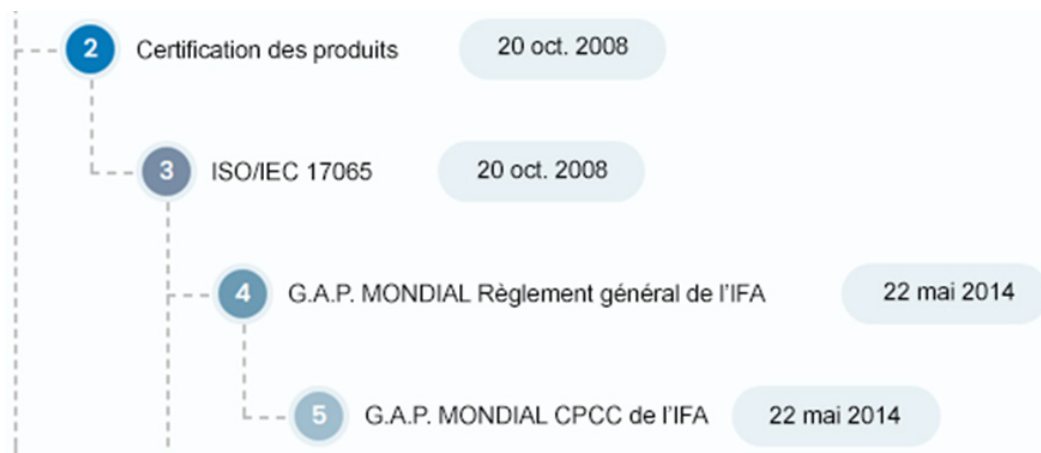 2 Certification des produits 20 oct. 2008
3 ISO/IEC 17065 20 oct. 2008
4 G.A.P. MONDIAL Règlement général de l'IFA 22 mai 2014
5 G.A.P. MONDIAL CPCC de l'IFA 22 mai 2014